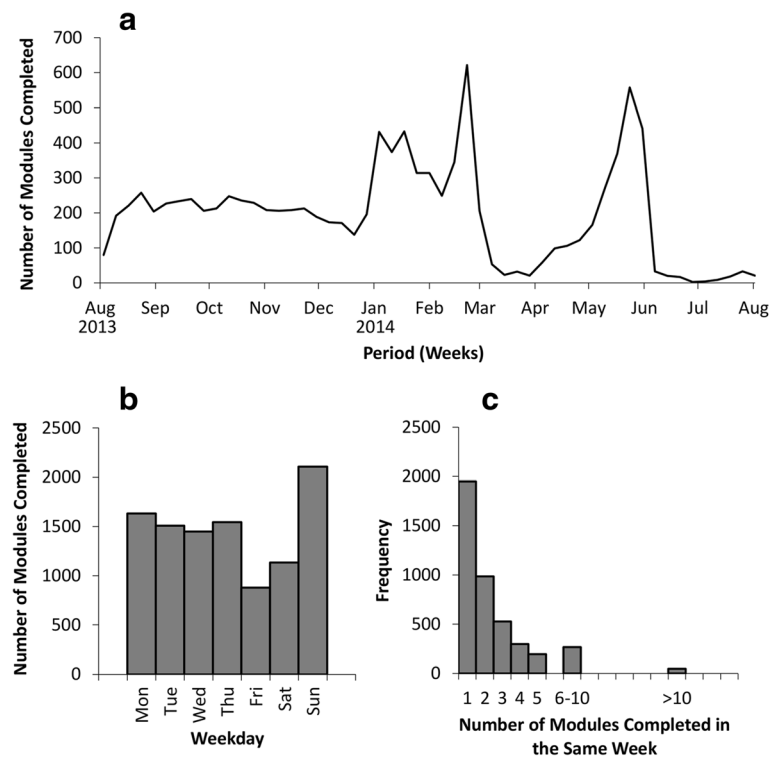 a
Number of Modules Completed
700
600
500
400
300
200
100
0
Aug Sep Oct Nov Dec Jan Feb Mar Apr May Jun Jul Aug
2013 2014
Period (Weeks)
b
Number of Modules Completed
2500
2000
1500
1000
500
0
Mon Tue Wed Thu Fri Sat Sun
Weekday
c
Frequency
2500
2000
1500
1000
500
0
1 2 3 4 5 6-10 >10
Number of Modules Completed in
the Same Week